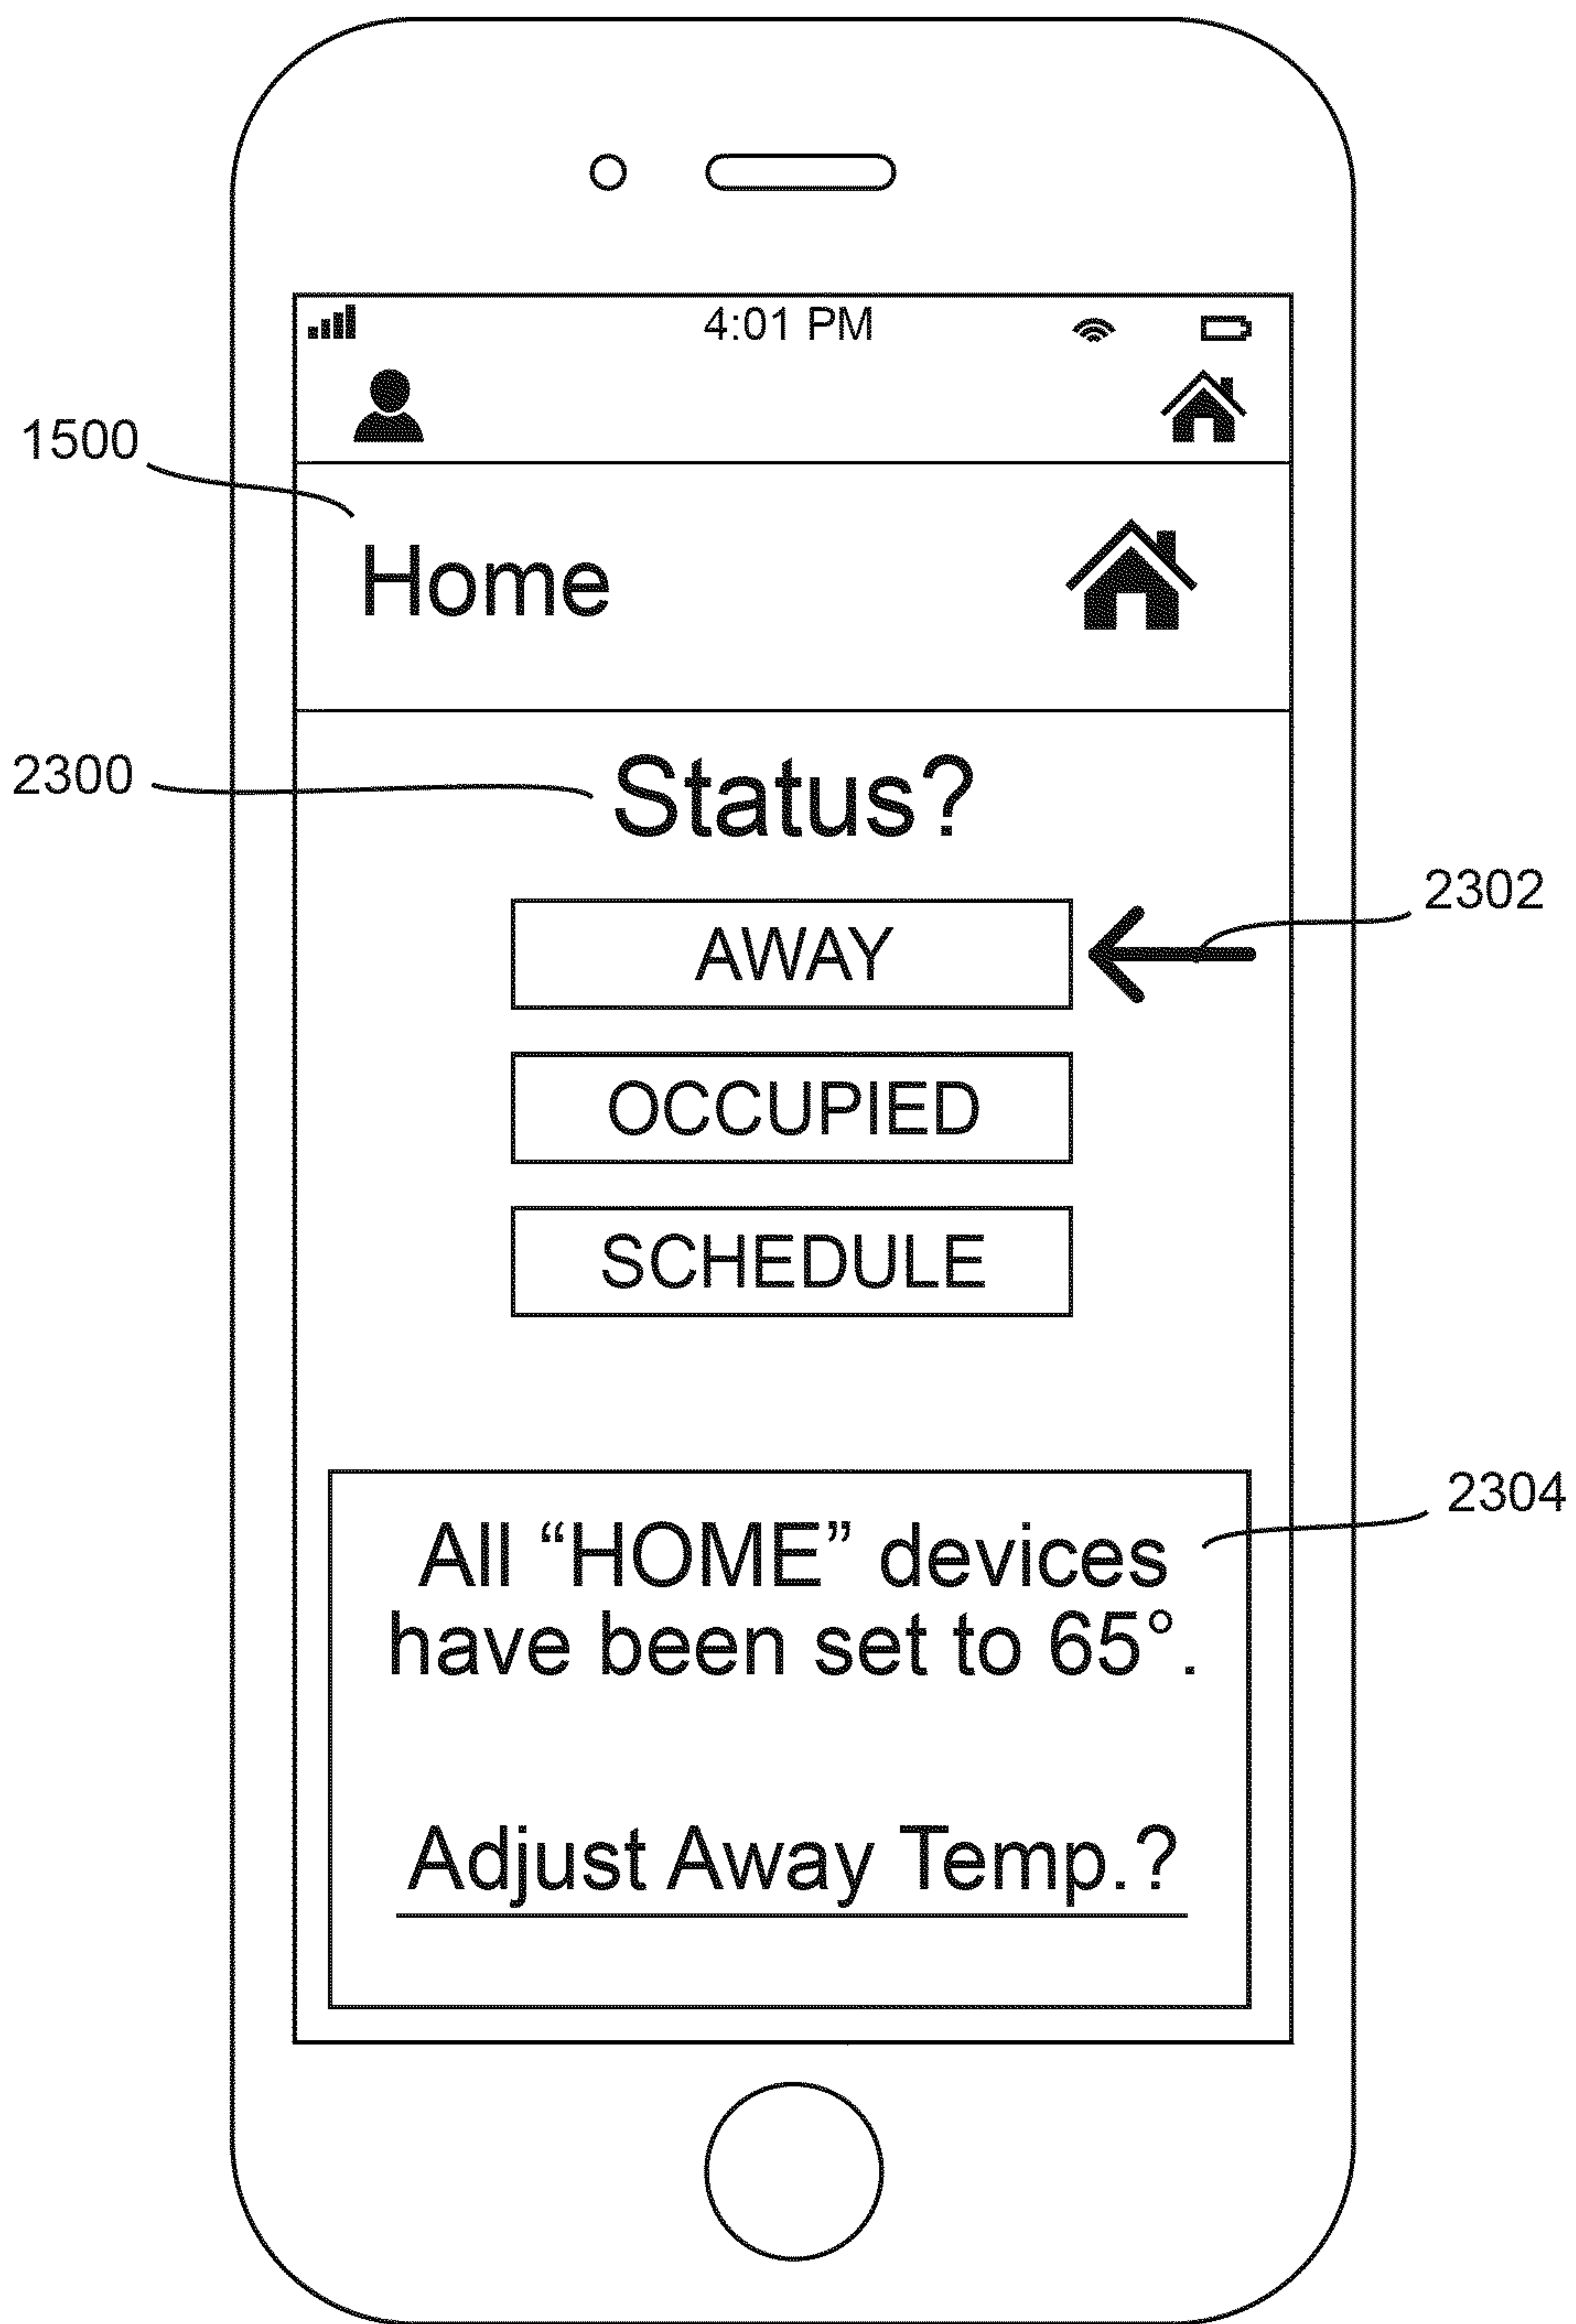 4:01 PM
1500
Home
2300
Status?
2302
AWAY
OCCUPIED
SCHEDULE
2304
All “HOME” devices
have been set to 65°.
Adjust Away Temp.?